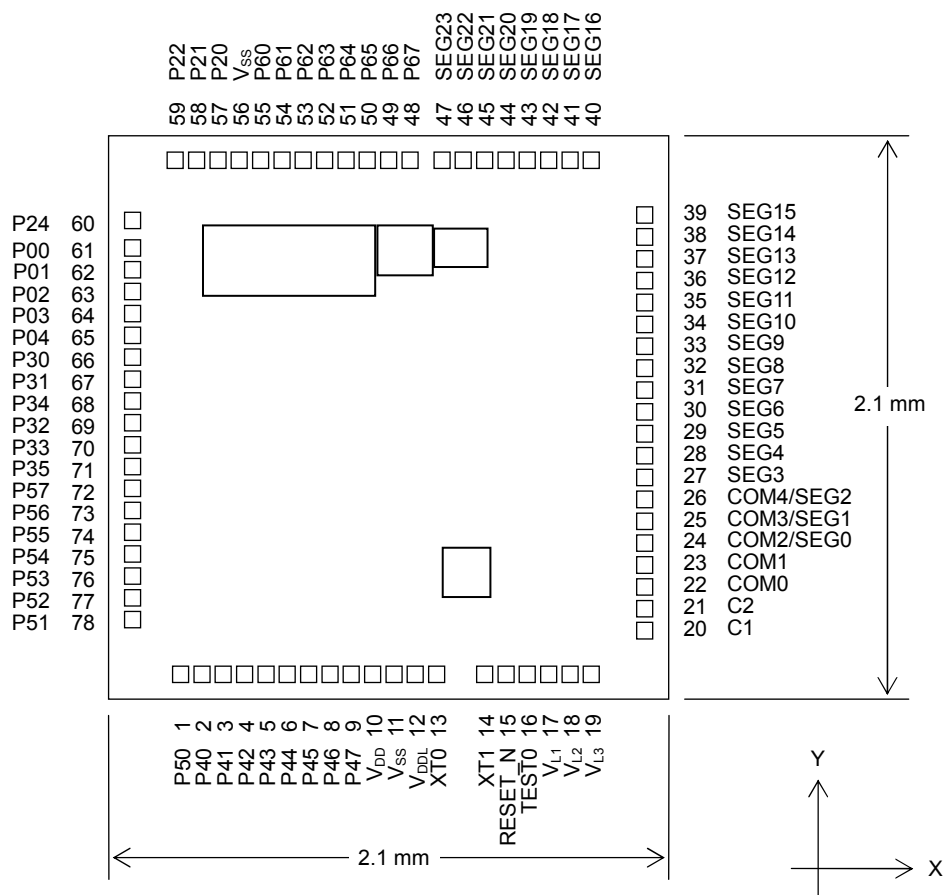 P22
P21
P20
VSS
P60
P61
P62
P63
P64
P65
P66
P67
SEG23
SEG22
SEG21
SEG20
SEG19
SEG18
SEG17
SEG16
59
58
57
56
55
54
53
52
51
50
49
48
47
46
45
44
43
42
41
40
P24 60
P00 61
P01 62
P02 63
P03 64
P04 65
P30 66
P31 67
P34 68
P32 69
P33 70
P35 71
P57 72
P56 73
P55 74
P54 75
P53 76
P52 77
P51 78
39 SEG15
38 SEG14
37 SEG13
36 SEG12
35 SEG11
34 SEG10
33 SEG9
32 SEG8
31 SEG7
30 SEG6
29 SEG5
28 SEG4
27 SEG3
26 COM4/SEG2
25 COM3/SEG1
24 COM2/SEG0
23 COM1
22 COM0
21 C2
20 C1
2.1 mm
P50 1
P40 2
P41 3
P42 4
P43 5
P44 6
P45 7
P46 8
P47 9
VDD 10
VSS 11
VDDL 12
XT0 13
XT1 14
RESET_N 15
TEST0 16
VL1 17
VL2 18
VL3 19
2.1 mm
Y
X